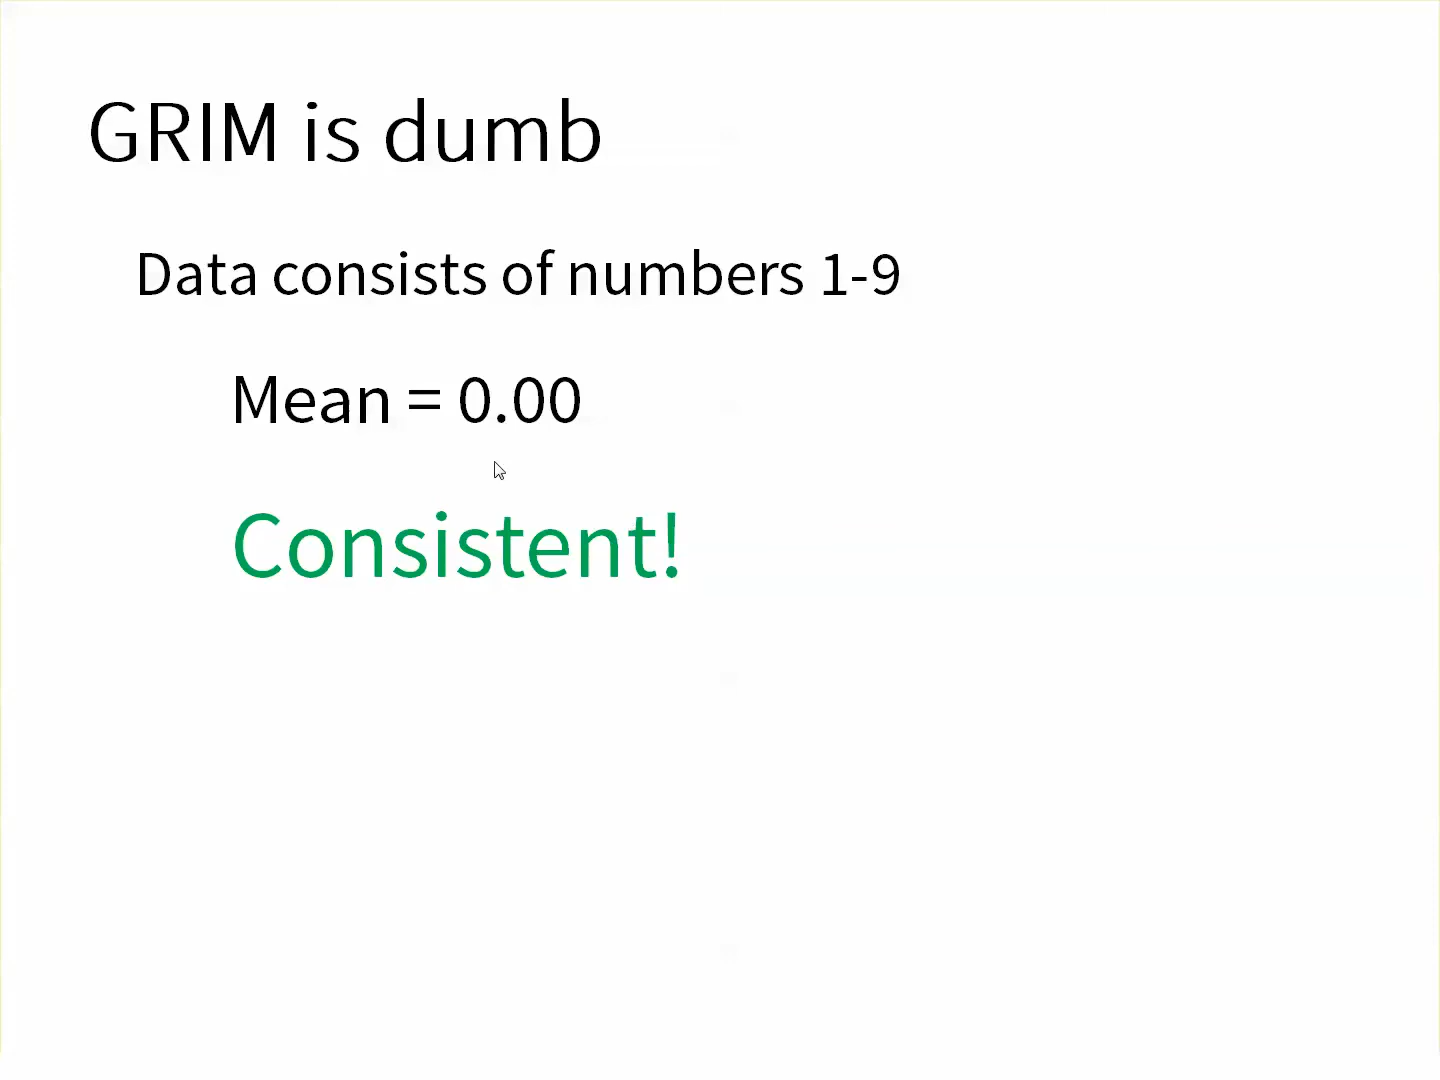 GRIM is dumb
Data consists of numbers 1-9
Mean = 0.00
Consistent!